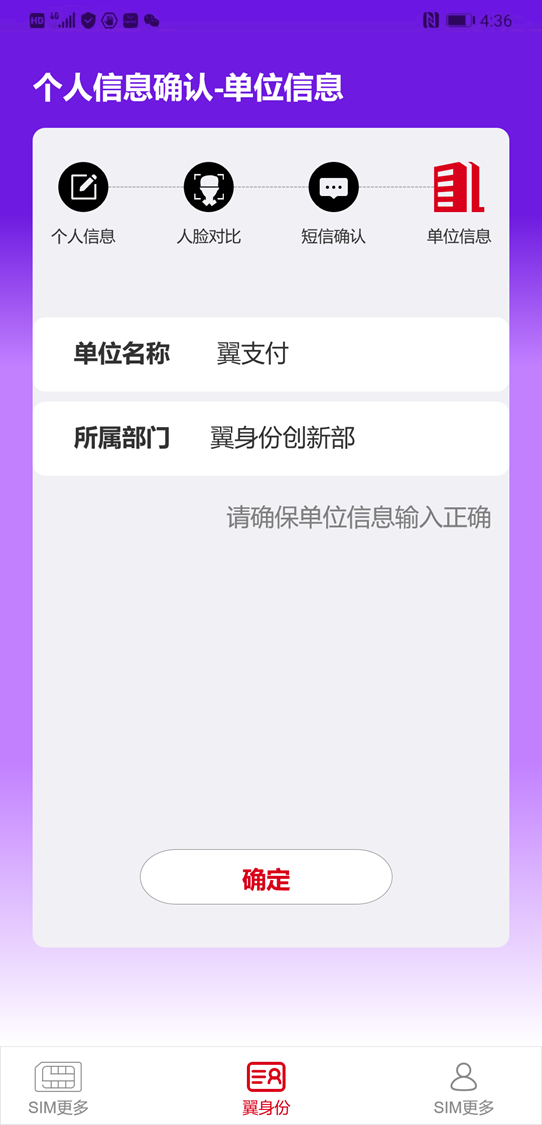 HD 4G 4:36
个人信息确认-单位信息
个人信息 人脸对比 短信确认 单位信息
单位名称 翼支付
所属部门 翼身份创新部
请确保单位信息输入正确
确定
SIM更多 翼身份 SIM更多